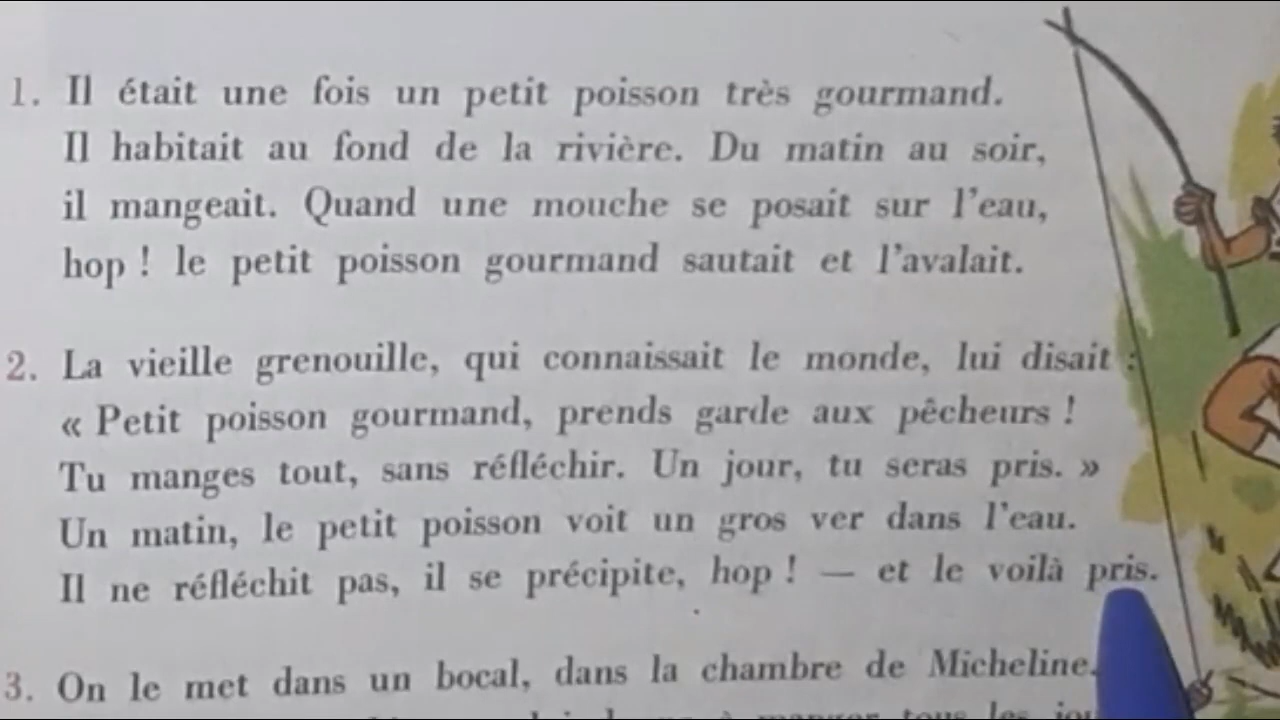 1. Il était une fois un petit poisson très gourmand.
Il habitait au fond de la rivière. Du matin au soir,
il mangeait. Quand une mouche se posait sur l'eau,
hop ! le petit poisson gourmand sautait et l'avalait.
2. La vieille grenouille, qui connaissait le monde, lui disait :
« Petit poisson gourmand, prends garde aux pêcheurs !
Tu manges tout, sans réfléchir. Un jour, tu seras pris. »
Un matin, le petit poisson voit un gros ver dans l'eau.
Il ne réfléchit pas, il se précipite, hop ! — et le voilà pris.
3. On le met dans un bocal, dans la chambre de Micheline.
à manger tous les